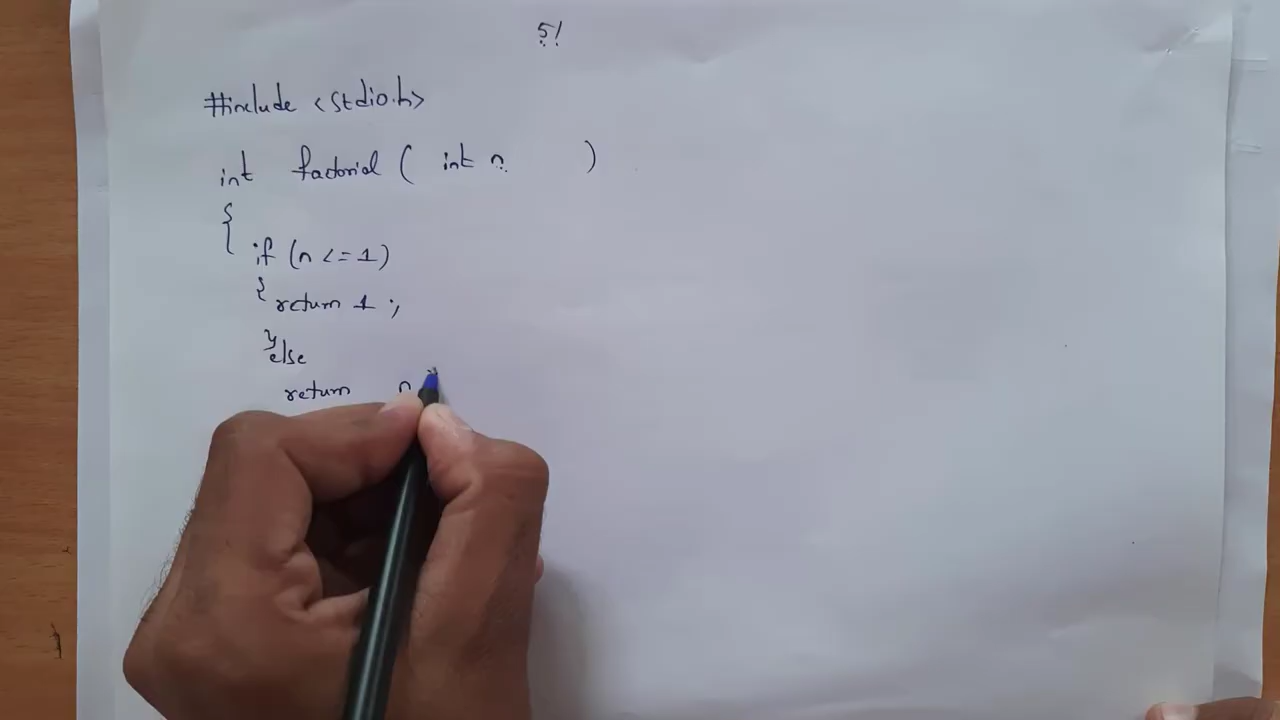 5!
#include <stdio.h>
int factorial ( int n )
{
if (n <= 1)
{ return 1 ;
}
else
return n